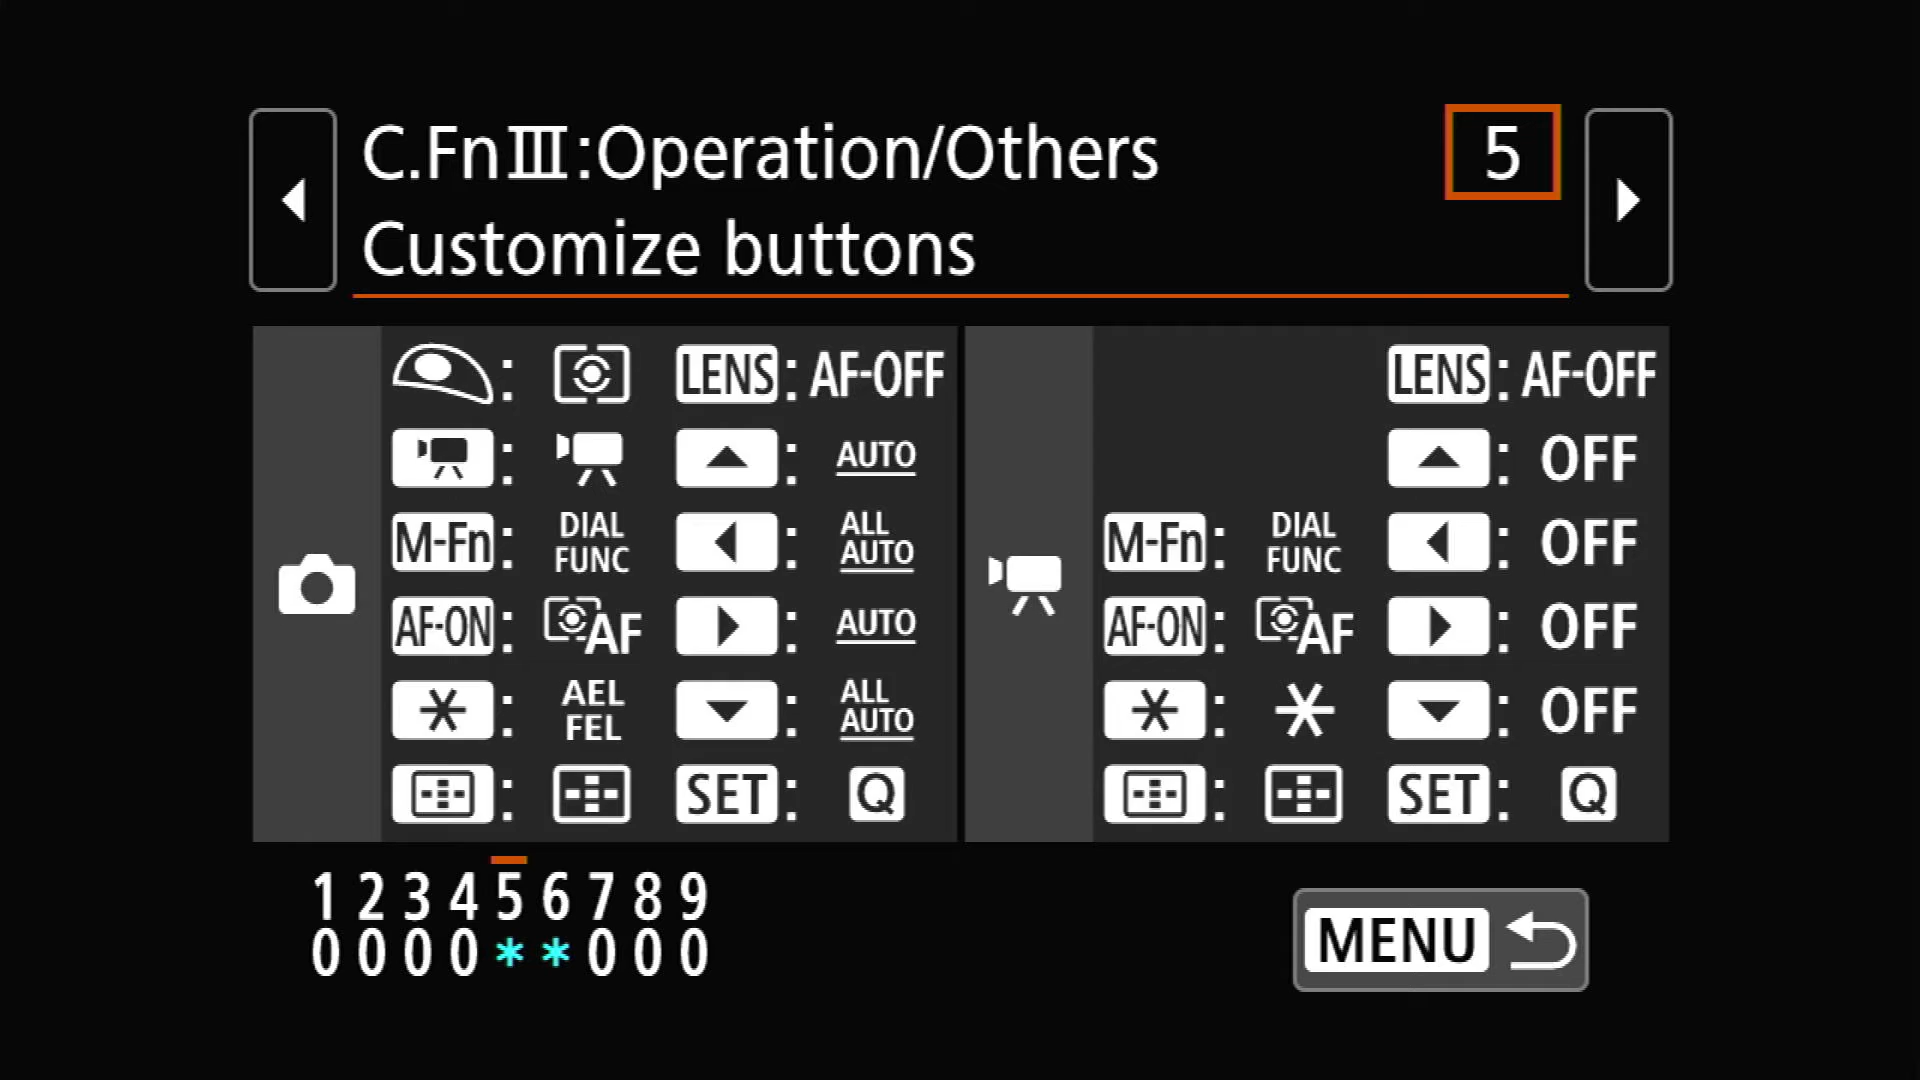 C.FnⅢ:Operation/Others 5
Customize buttons
: LENS : AF-OFF
: : AUTO
M-Fn : DIAL FUNC : ALL AUTO
AF-ON : AF : AUTO
* : AEL FEL : ALL AUTO
: SET : Q
LENS : AF-OFF
: OFF
M-Fn : DIAL FUNC : OFF
AF-ON : AF : OFF
* : * : OFF
: SET : Q
1 2 3 4 5 6 7 8 9
0 0 0 0 * * 0 0 0
MENU